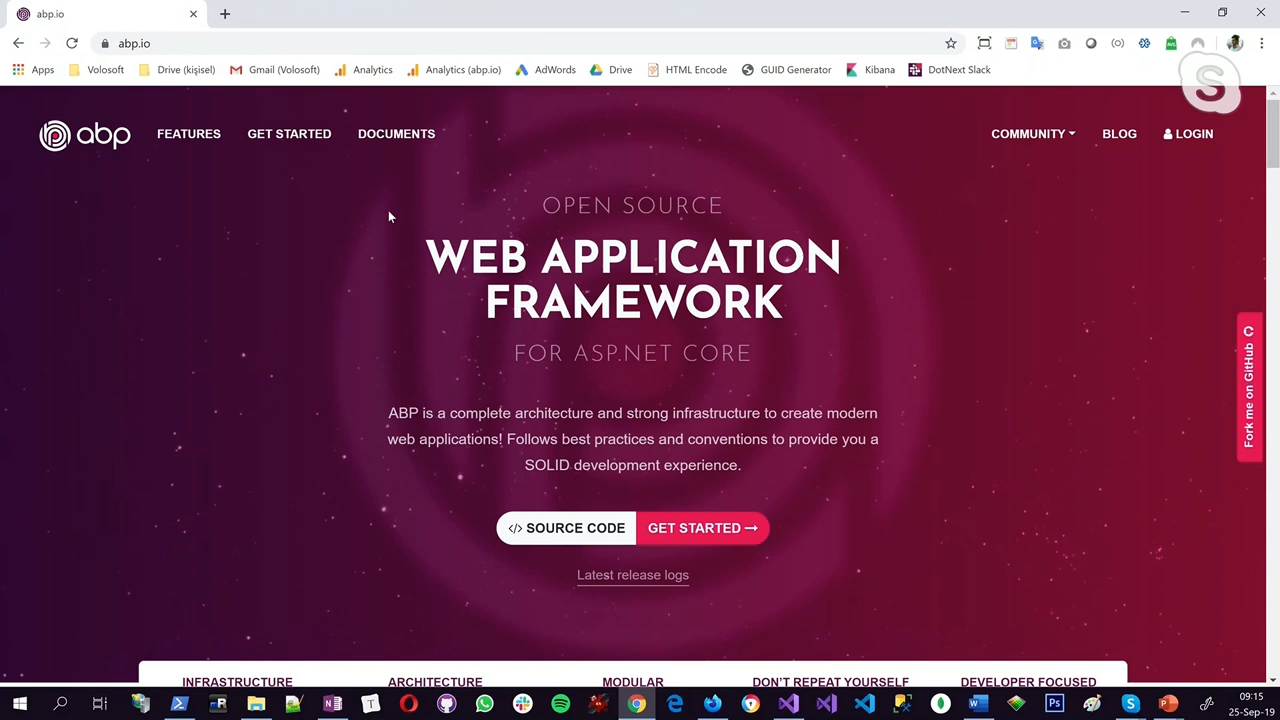 abp.io
abp.io
Apps
Volosoft
Drive (kişisel)
Gmail (Volosoft)
Analytics
Analytics (abp.io)
AdWords
Drive
HTML Encode
GUID Generator
Kibana
DotNext Slack
abp
FEATURES
GET STARTED
DOCUMENTS
COMMUNITY
BLOG
LOGIN
OPEN SOURCE
WEB APPLICATION
FRAMEWORK
FOR ASP.NET CORE
ABP is a complete architecture and strong infrastructure to create modern
web applications! Follows best practices and conventions to provide you a
SOLID development experience.
</> SOURCE CODE
GET STARTED →
Latest release logs
Fork me on GitHub
INFRASTRUCTURE
ARCHITECTURE
MODULAR
DON'T REPEAT YOURSELF
DEVELOPER FOCUSED
09:15
25-Sep-19